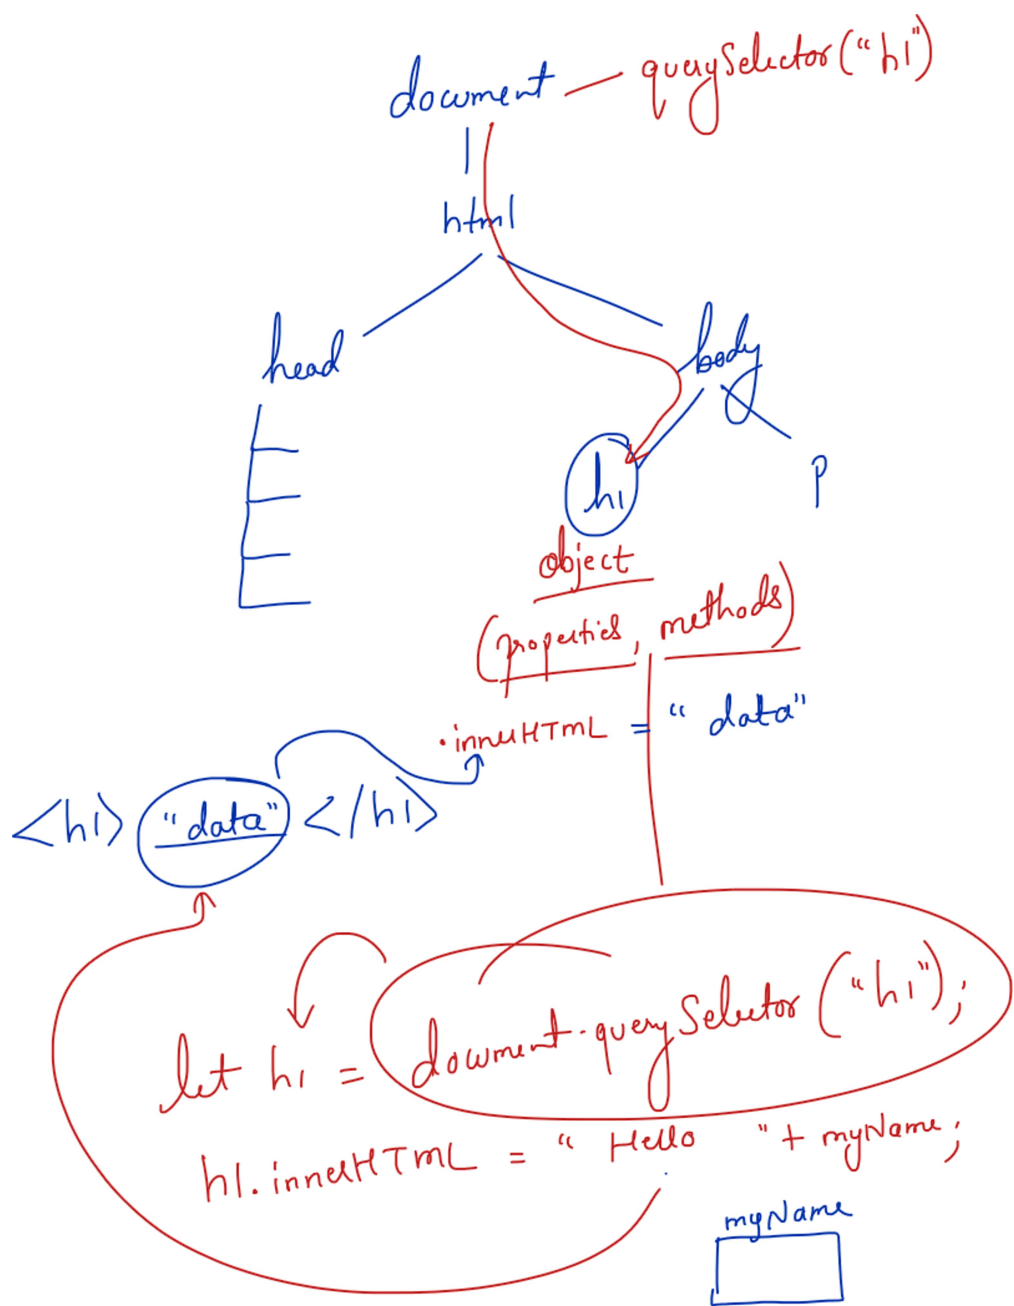 document — querySelector("h1")
html
head
body
h1
p
object
(properties, methods)
.innerHTML = "data"
<h1> "data" </h1>
let h1 = document.querySelector("h1");
h1.innerHTML = "Hello " + myName;
myName